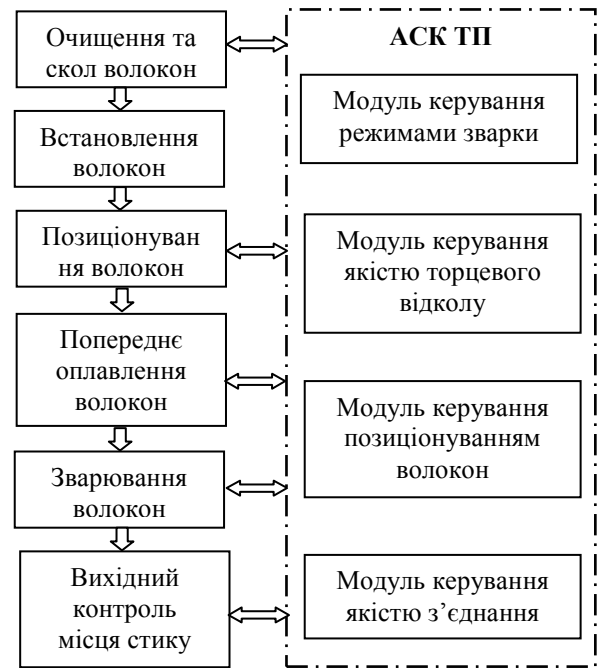 Очищення та
скол волокон
Встановлення
волокон
Позиціонуван
ня волокон
Попереднє
оплавлення
волокон
Зварювання
волокон
Вихідний
контроль
місця стику
АСК ТП
Модуль керування
режимами зварки
Модуль керування
якістю торцевого
відколу
Модуль керування
позиціонуванням
волокон
Модуль керування
якістю з’єднання